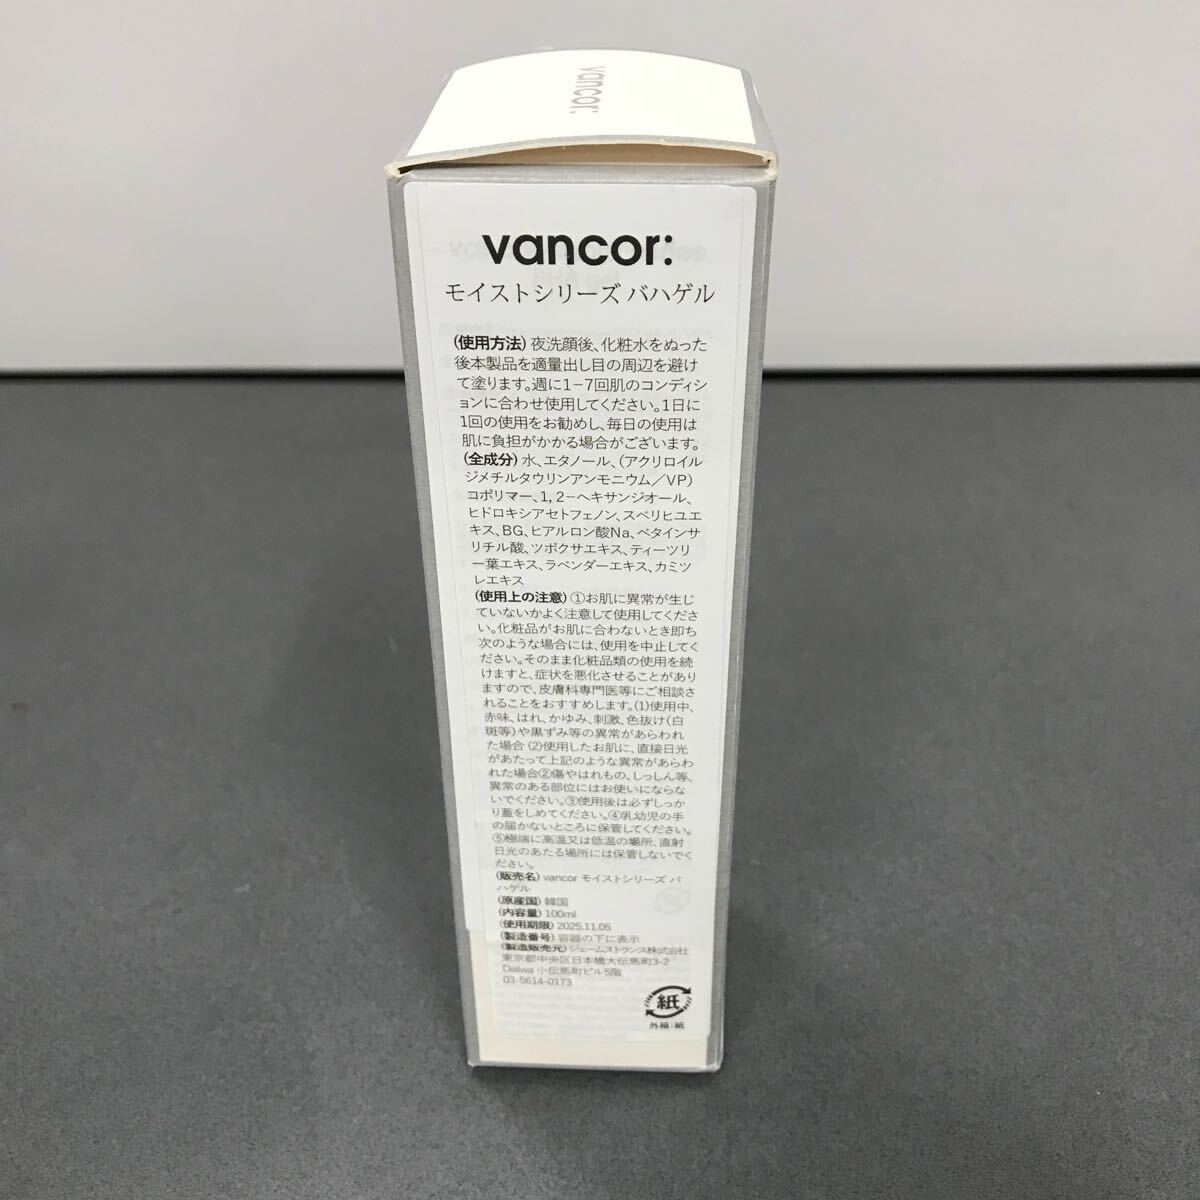 vancor:
vancor:
モイストシリーズ バハゲル
(使用方法) 夜洗顔後、化粧水をぬった
後本製品を適量出し目の周辺を避け
て塗ります。週に1-7回肌のコンディシ
ョンに合わせ使用してください。1日に
1回の使用をお勧めし、毎日の使用は
肌に負担がかかる場合がございます。
(全成分) 水、エタノール、(アクリロイル
ジメチルタウリンアンモニウム/VP)
コポリマー、1,2-ヘキサンジオール、
ヒドロキシアセトフェノン、スベリヒユエ
キス、BG、ヒアルロン酸Na、ベタインサ
リチル酸、ツボクサエキス、ティーツリ
ー葉エキス、ラベンダーエキス、カミツ
レエキス
(使用上の注意) ①お肌に異常が生じ
ていないかよく注意して使用してくださ
い。化粧品がお肌に合わないとき即ち
次のような場合には、使用を中止してく
ださい。そのまま化粧品類の使用を続
けますと、症状を悪化させることがあり
ますので、皮膚科専門医等にご相談さ
れることをおすすめします。(1)使用中、
赤味、はれ、かゆみ、刺激、色抜け(白
斑等)や黒ずみ等の異常があらわれ
た場合 (2)使用したお肌に、直接日光
があたって上記のような異常があらわ
れた場合②傷やはれもの、しっしん等、
異常のある部位にはお使いにならな
いでください。③使用後は必ずしっか
り蓋をしめてください。④乳幼児の手
の届かないところに保管してください。
⑤極端に高温又は低温の場所、直射
日光のあたる場所には保管しないでく
ださい。
(販売名) vancor モイストシリーズ バ
ハゲル
(原産国) 韓国
(内容量) 100ml
(使用期限) 2025.11.05
(製造番号) 容器の下に表示
(製造販売元) ジェームストランス株式会社
東京都中央区日本橋大伝馬町3-2
Daiwa 小伝馬町ビル5階
03-5614-0173
紙
外箱:紙